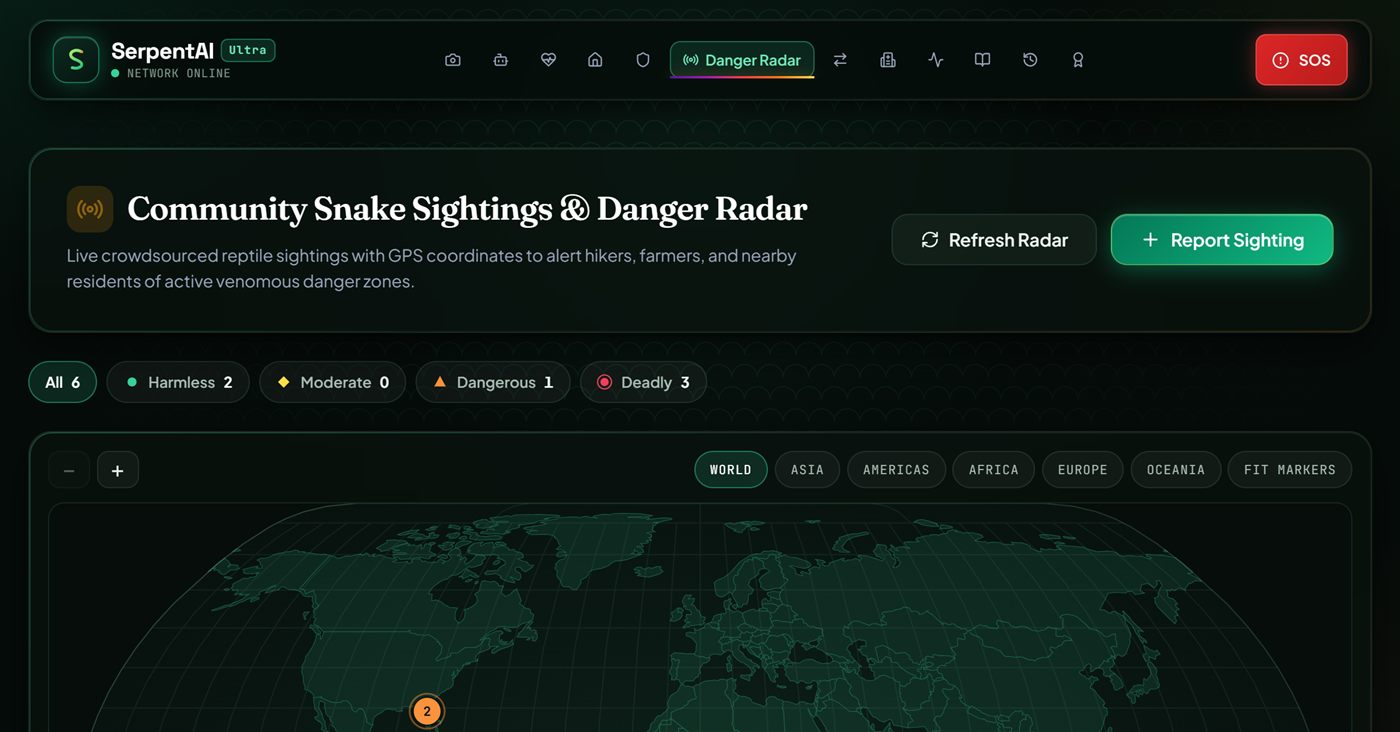 S
SerpentAI Ultra
NETWORK ONLINE
Danger Radar
SOS
Community Snake Sightings & Danger Radar
Live crowdsourced reptile sightings with GPS coordinates to alert hikers, farmers, and nearby
residents of active venomous danger zones.
Refresh Radar
+ Report Sighting
All 6
Harmless 2
Moderate 0
Dangerous 1
Deadly 3
− +
WORLD
ASIA
AMERICAS
AFRICA
EUROPE
OCEANIA
FIT MARKERS
2